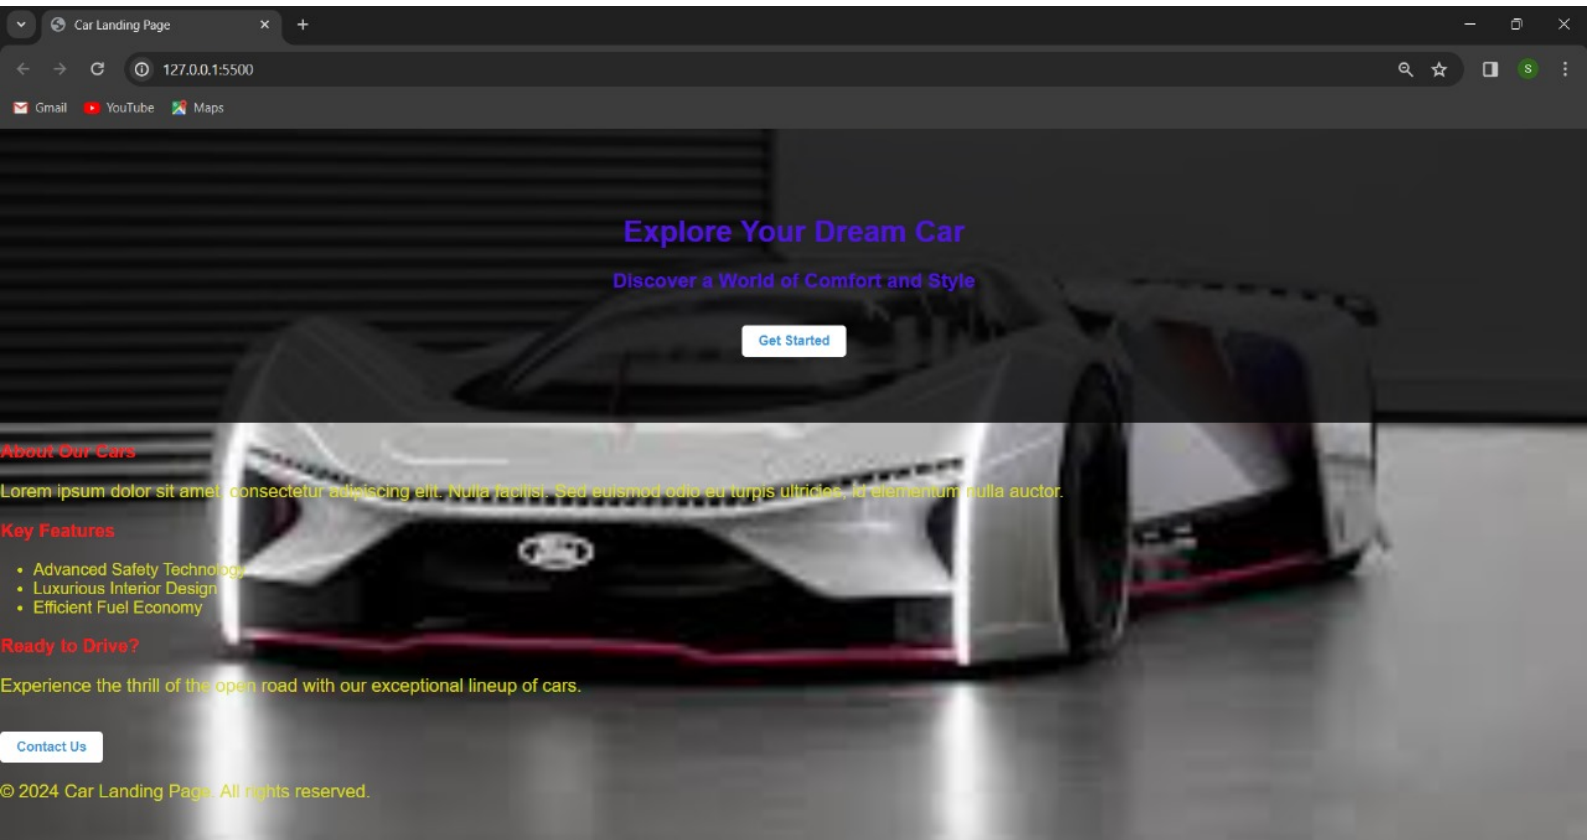 Car Landing Page
127.0.0.1:5500
S
Gmail YouTube Maps
Explore Your Dream Car
Discover a World of Comfort and Style
Get Started
About Our Cars
Lorem ipsum dolor sit amet, consectetur adipiscing elit. Nulla facilisi. Sed euismod odio eu turpis ultricies, id elementum nulla auctor.
Key Features
• Advanced Safety Technology
• Luxurious Interior Design
• Efficient Fuel Economy
Ready to Drive?
Experience the thrill of the open road with our exceptional lineup of cars.
Contact Us
© 2024 Car Landing Page. All rights reserved.